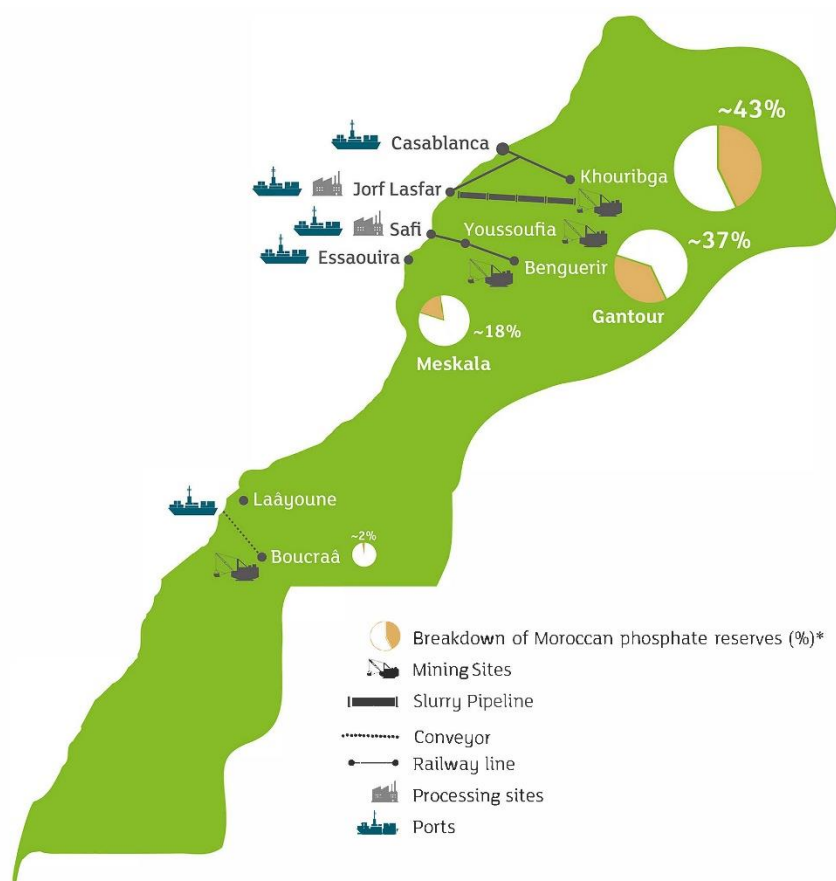 ~43%
Casablanca
Khouribga
Jorf Lasfar
Safi
Youssoufia
~37%
Essaouira
Benguerir
Gantour
~18%
Meskala
Laâyoune
~2%
Boucraâ
Breakdown of Moroccan phosphate reserves (%)*
Mining Sites
Slurry Pipeline
Conveyor
Railway line
Processing sites
Ports